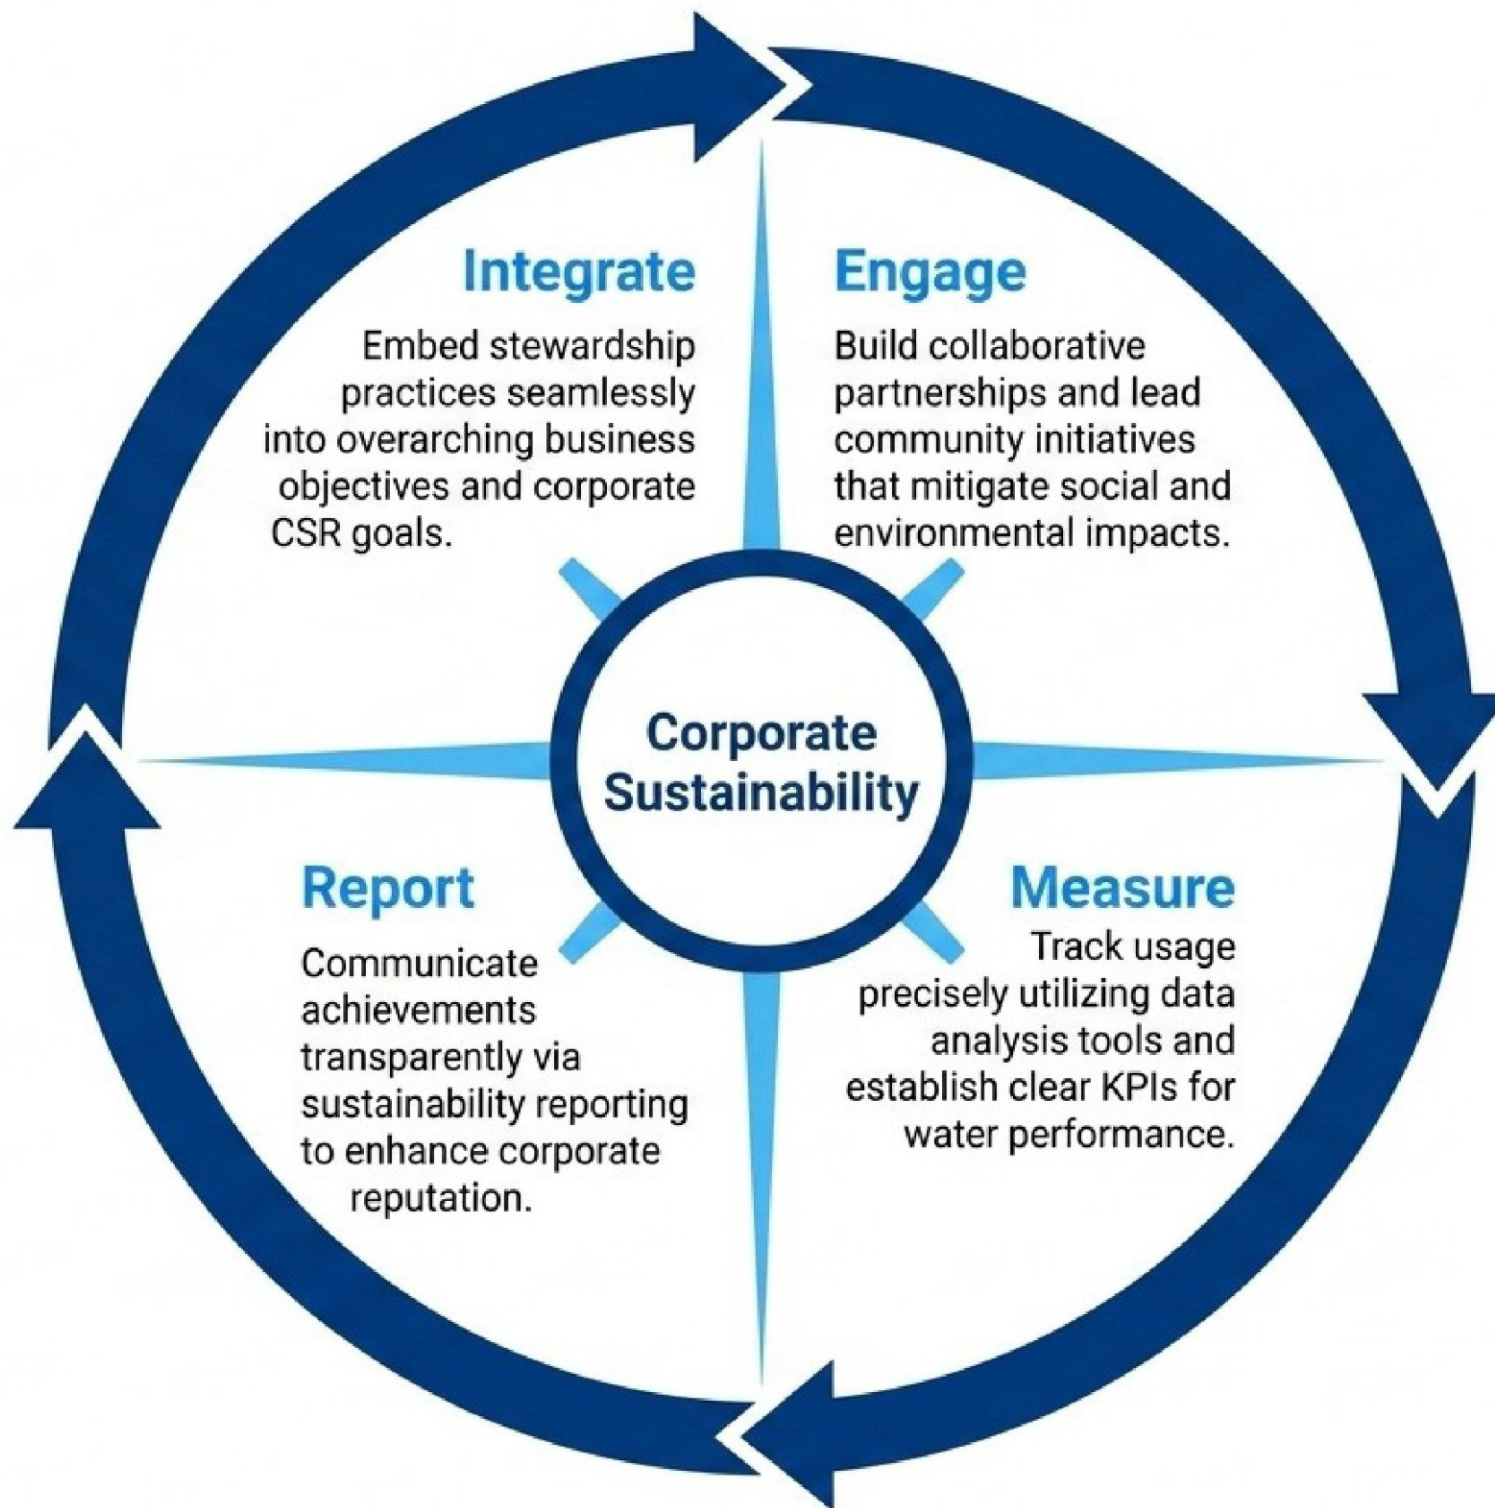 Integrate
Embed stewardship
practices seamlessly
into overarching business
objectives and corporate
CSR goals.
Engage
Build collaborative
partnerships and lead
community initiatives
that mitigate social and
environmental impacts.
Corporate
Sustainability
Report
Communicate
achievements
transparently via
sustainability reporting
to enhance corporate
reputation.
Measure
Track usage
precisely utilizing data
analysis tools and
establish clear KPIs for
water performance.